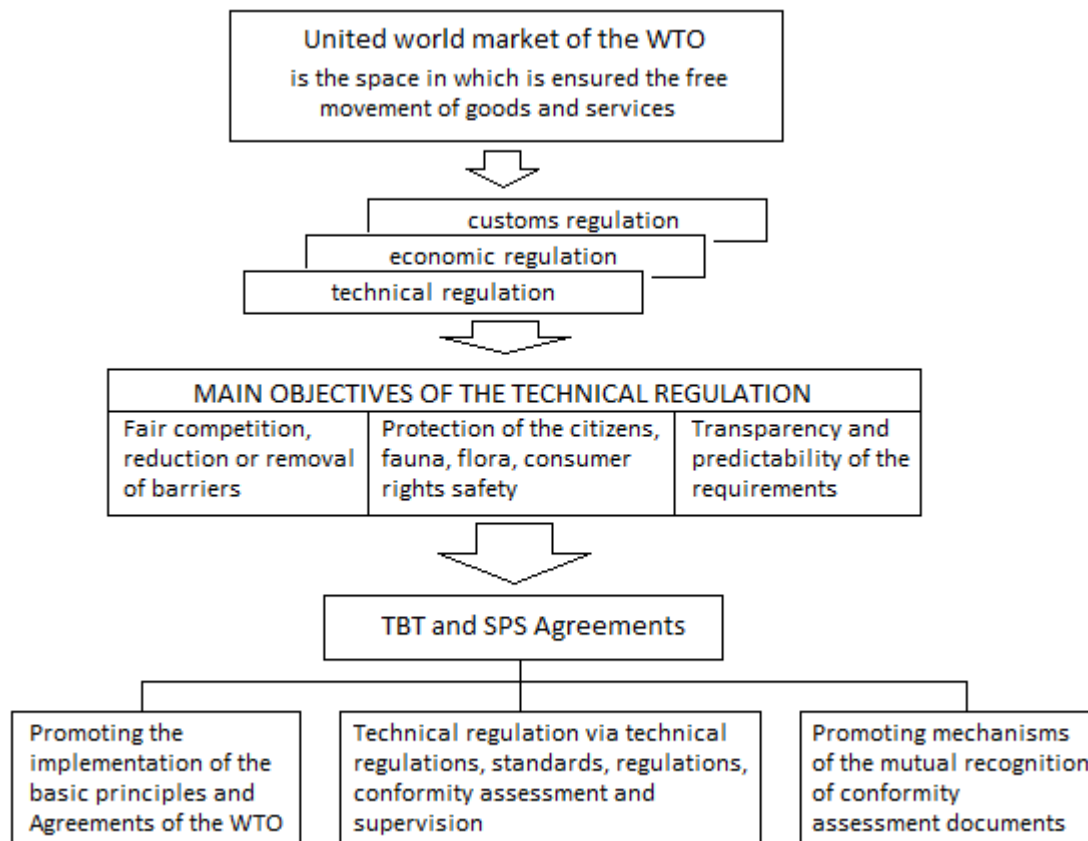 United world market of the WTO
is the space in which is ensured the free
movement of goods and services
customs regulation
economic regulation
technical regulation
MAIN OBJECTIVES OF THE TECHNICAL REGULATION
Fair competition,
reduction or removal
of barriers
Protection of the citizens,
fauna, flora, consumer
rights safety
Transparency and
predictability of the
requirements
TBT and SPS Agreements
Promoting the
implementation of the
basic principles and
Agreements of the WTO
Technical regulation via technical
regulations, standards, regulations,
conformity assessment and
supervision
Promoting mechanisms
of the mutual recognition
of conformity
assessment documents